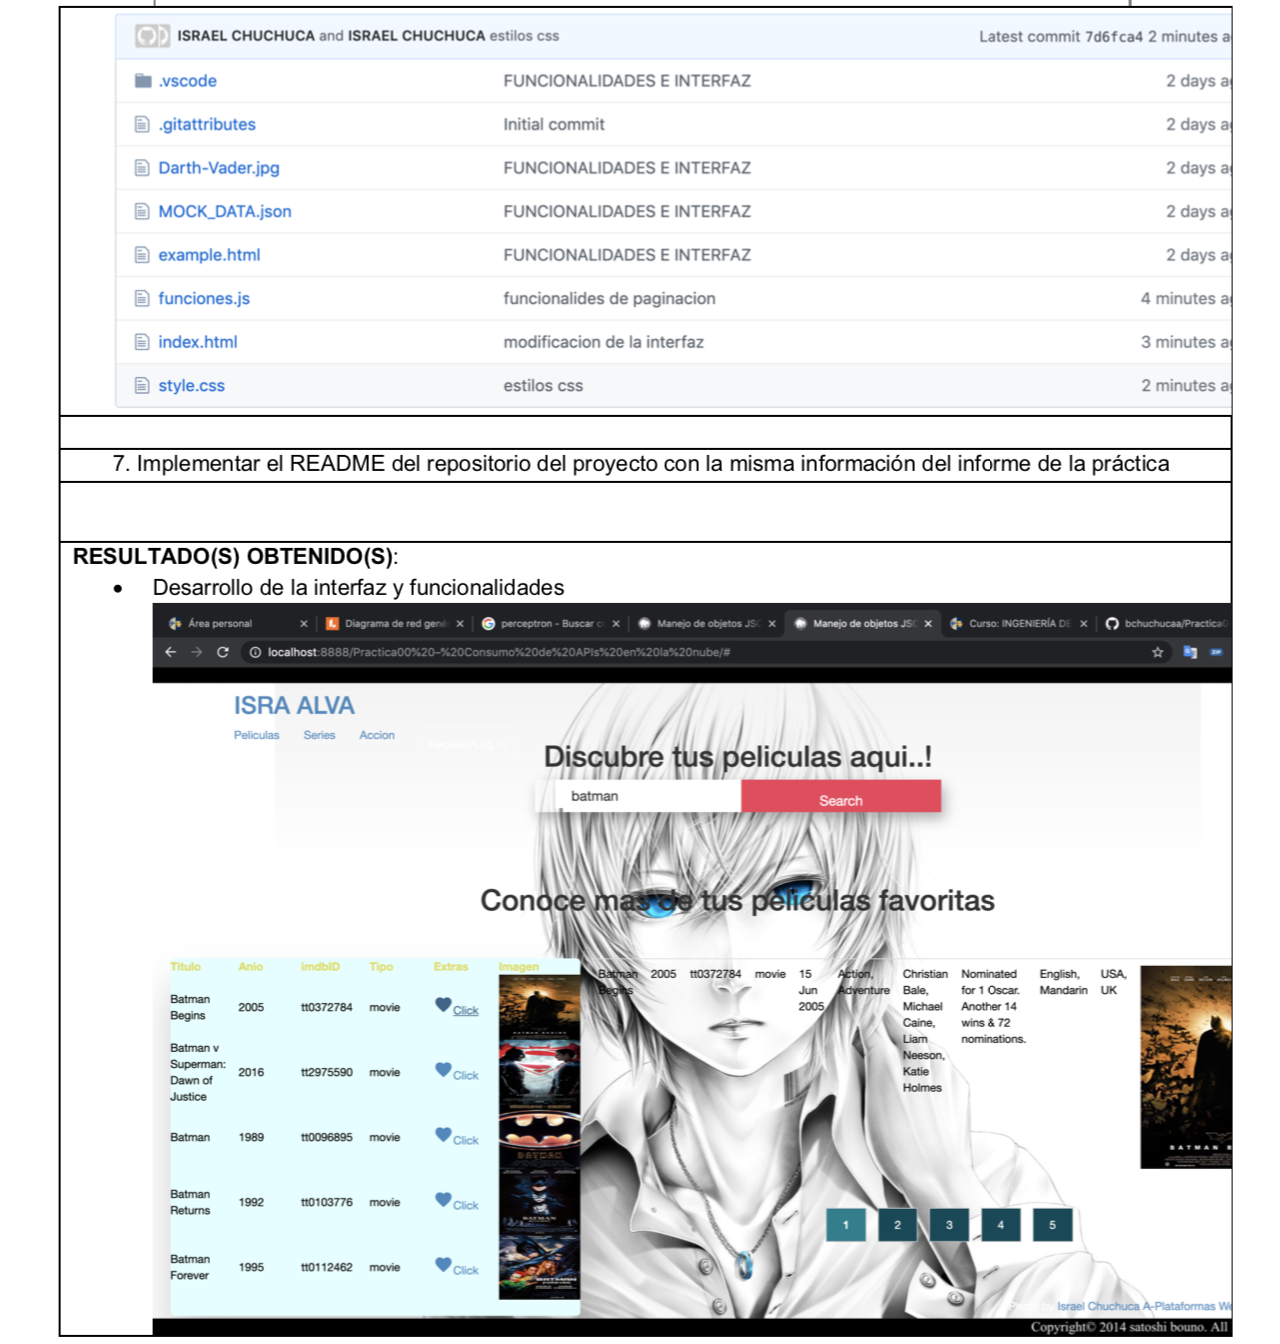 ISRAEL CHUCHUCA and ISRAEL CHUCHUCA estilos css Latest commit 7d6fca4 2 minutes a
.vscode FUNCIONALIDADES E INTERFAZ 2 days a
.gitattributes Initial commit 2 days a
Darth-Vader.jpg FUNCIONALIDADES E INTERFAZ 2 days a
MOCK_DATA.json FUNCIONALIDADES E INTERFAZ 2 days a
example.html FUNCIONALIDADES E INTERFAZ 2 days a
funciones.js funcionalides de paginacion 4 minutes a
index.html modificacion de la interfaz 3 minutes a
style.css estilos css 2 minutes a
7. Implementar el README del repositorio del proyecto con la misma información del informe de la práctica
RESULTADO(S) OBTENIDO(S):
• Desarrollo de la interfaz y funcionalidades
Área personal Diagrama de red gen perceptron - Buscar c Manejo de objetos JS Manejo de objetos JS Curso: INGENIERÍA DE bchuchucaa/Practica
localhost:8888/Practica00%20-%20Consumo%20de%20APIs%20en%20la%20nube/#
ISRA ALVA
Peliculas Series Accion
Discubre tus peliculas aqui..!
batman Search
Conoce mas de tus peliculas favoritas
Titulo Anio imdbID Tipo Extras Imagen
Batman Begins 2005 tt0372784 movie Click
Batman v Superman: Dawn of Justice 2016 tt2975590 movie Click
Batman 1989 tt0096895 movie Click
Batman Returns 1992 tt0103776 movie Click
Batman Forever 1995 tt0112462 movie Click
Batman Begins 2005 tt0372784 movie 15 Jun 2005 Action, Adventure Christian Bale, Michael Caine, Liam Neeson, Katie Holmes Nominated for 1 Oscar. Another 14 wins & 72 nominations. English, Mandarin USA, UK
BATMAN B
1 2 3 4 5
Israel Chuchuca A-Plataformas We
Copyright© 2014 satoshi bouno. All